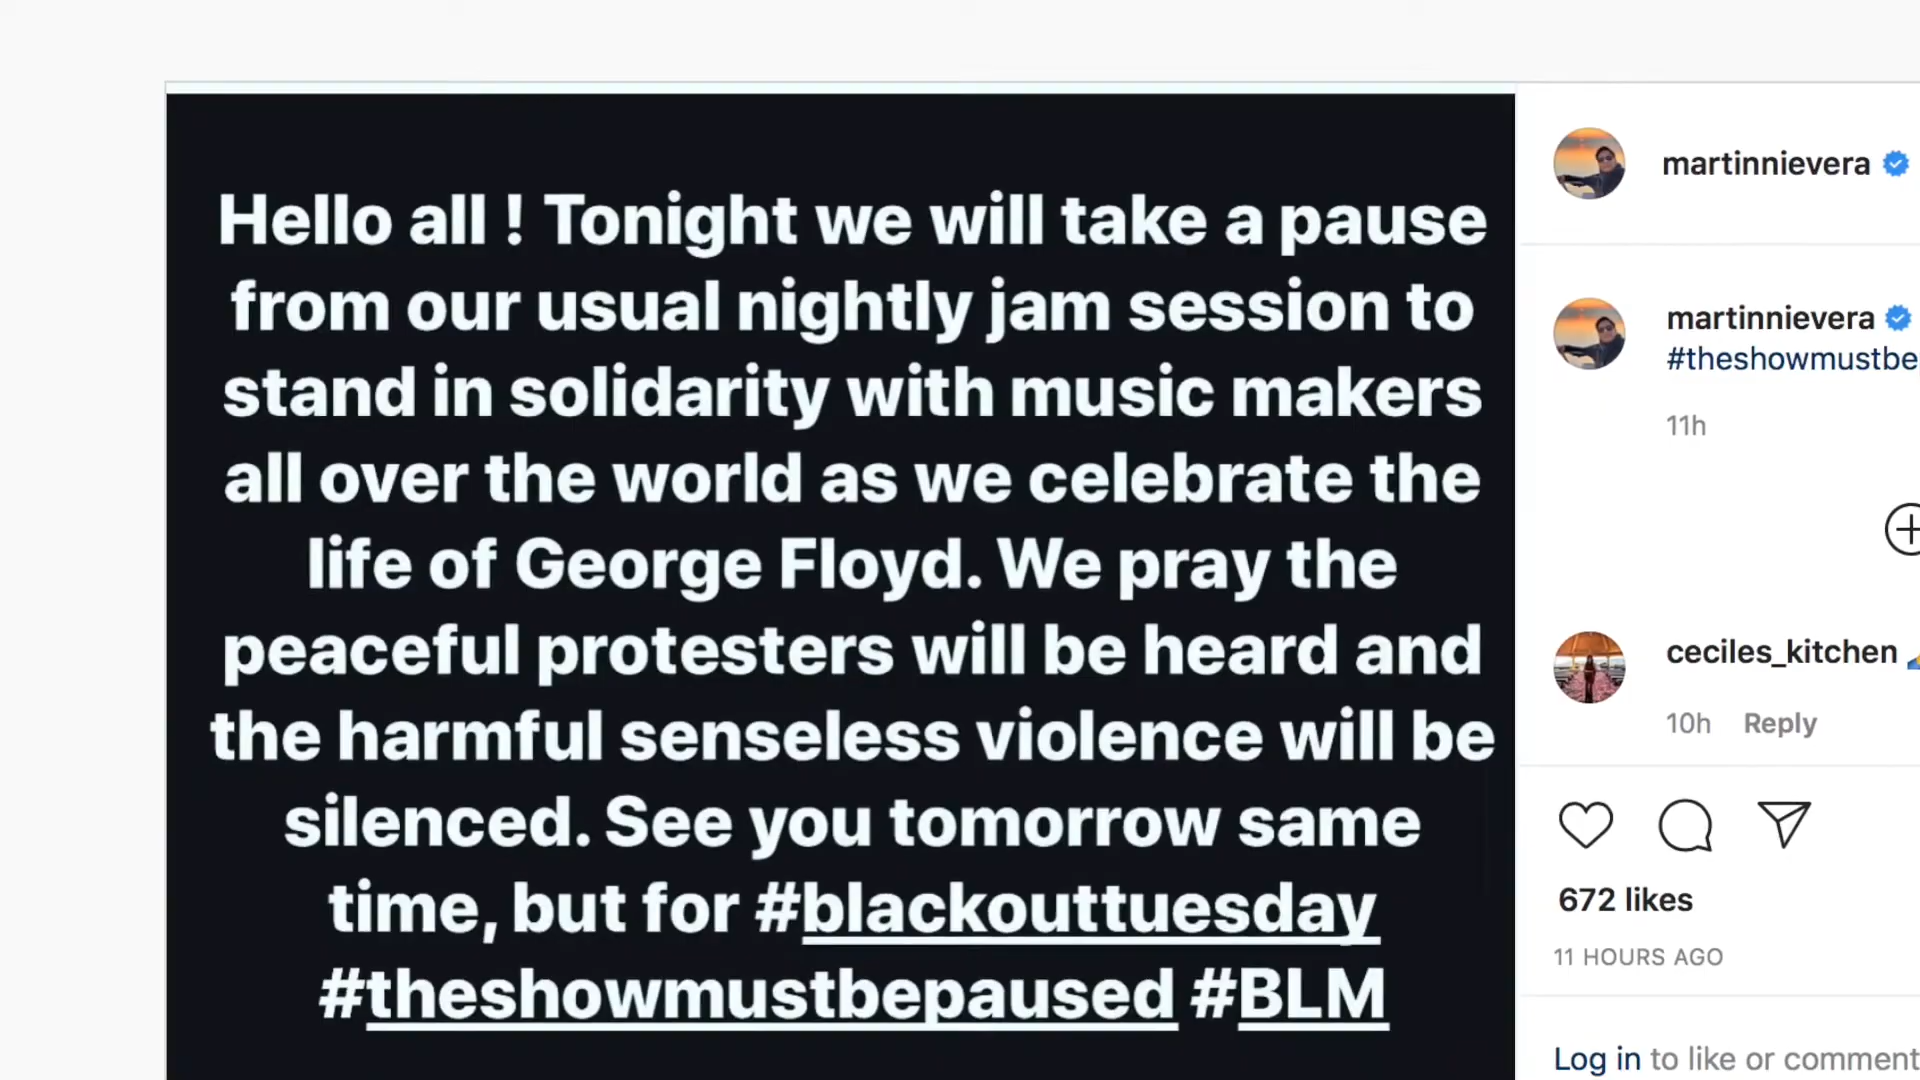 Hello all ! Tonight we will take a pause
from our usual nightly jam session to
stand in solidarity with music makers
all over the world as we celebrate the
life of George Floyd. We pray the
peaceful protesters will be heard and
the harmful senseless violence will be
silenced. See you tomorrow same
time, but for #blackouttuesday
#theshowmustbepaused #BLM
martinnievera
martinnievera
#theshowmustbe
11h
ceciles_kitchen
10h Reply
672 likes
11 HOURS AGO
Log in to like or comment